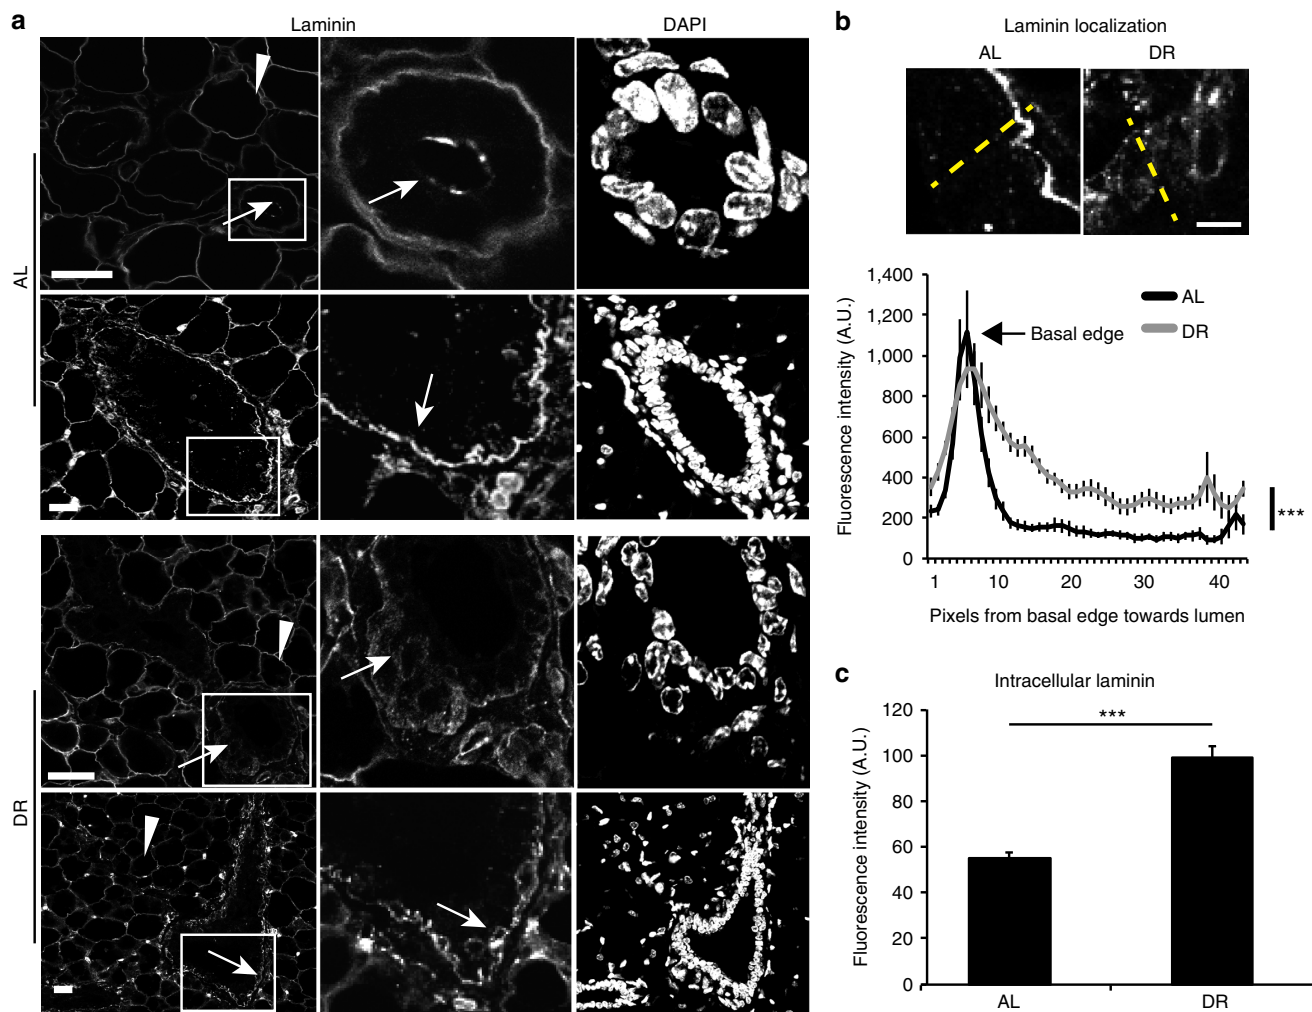 a
Laminin
DAPI
AL
DR
b
Laminin localization
AL
DR
Fluorescence intensity (A.U.)
1,400
1,200
1,000
800
600
400
200
0
AL
DR
Basal edge
***
1
10
20
30
40
Pixels from basal edge towards lumen
c
Intracellular laminin
Fluorescence intensity (A.U.)
120
100
80
60
40
20
0
***
AL
DR